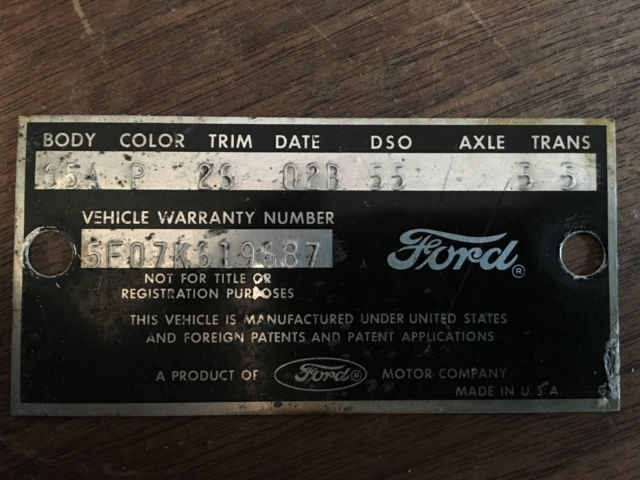 BODY COLOR TRIM DATE DSO AXLE TRANS
65A P 26 02B 55 5 5
VEHICLE WARRANTY NUMBER
5F07K619687
Ford®
NOT FOR TITLE OR
REGISTRATION PURPOSES
THIS VEHICLE IS MANUFACTURED UNDER UNITED STATES
AND FOREIGN PATENTS AND PATENT APPLICATIONS
A PRODUCT OF Ford® MOTOR COMPANY
MADE IN U.S.A.